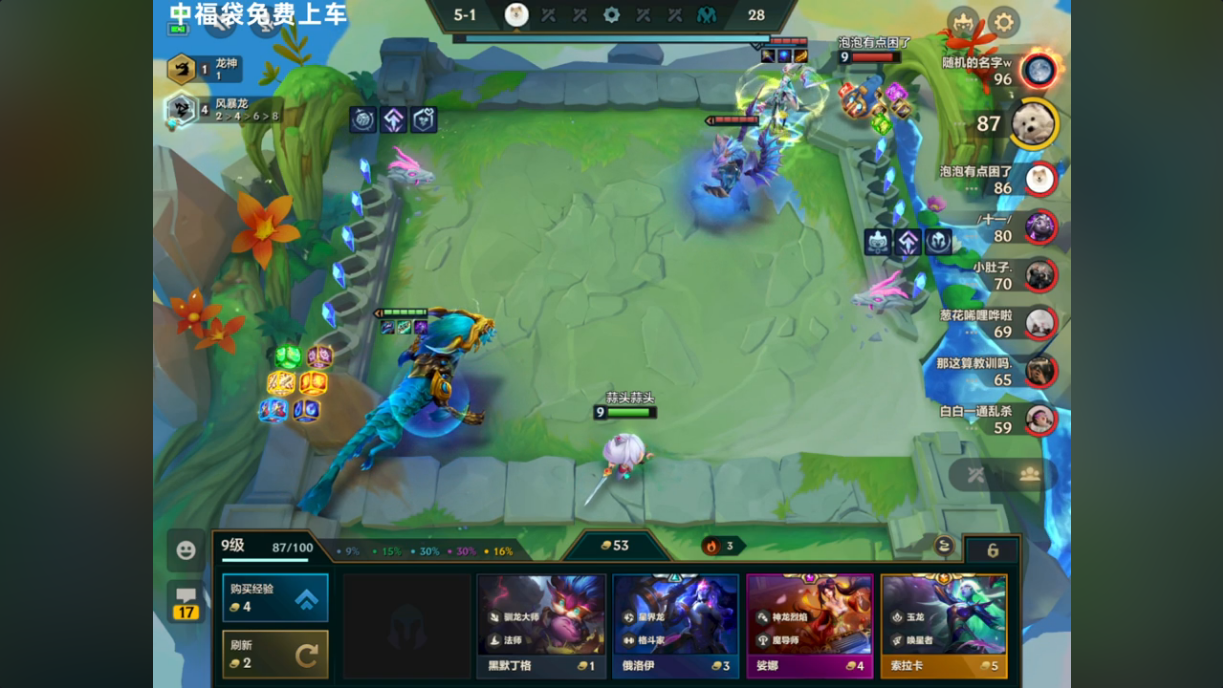 中福袋免费上车
5-1
28
1
龙神
1
4
风暴龙
2>4>6>8
泡泡有点困了
9
随机的名字w
96
87
泡泡有点困了
86
/十一/
80
小肚子.
70
葱花唏哩哗啦
69
那这算教训吗.
65
白白一通乱杀
59
蒜头蒜头
9
9级
87/100
9%
15%
30%
30%
16%
53
3
6
17
购买经验
4
刷新
2
驯龙大师
法师
黑默丁格
1
星界龙
格斗家
俄洛伊
3
神龙烈焰
魔导师
娑娜
4
玉龙
唤星者
索拉卡
5